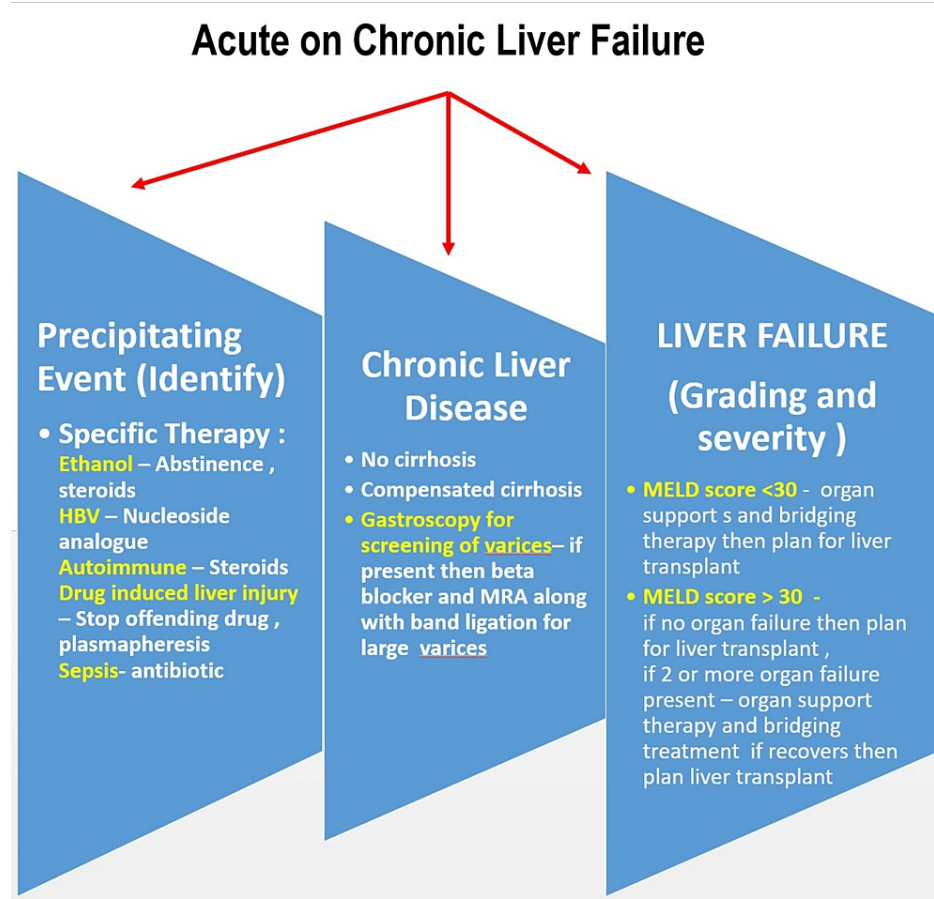 Acute on Chronic Liver Failure
Precipitating
Event (Identify)
• Specific Therapy :
Ethanol – Abstinence ,
steroids
HBV – Nucleoside
analogue
Autoimmune – Steroids
Drug induced liver injury
– Stop offending drug ,
plasmapheresis
Sepsis- antibiotic
Chronic Liver
Disease
• No cirrhosis
• Compensated cirrhosis
• Gastroscopy for
screening of varices– if
present then beta
blocker and MRA along
with band ligation for
large varices
LIVER FAILURE
(Grading and
severity )
• MELD score <30 - organ
support s and bridging
therapy then plan for liver
transplant
• MELD score > 30 -
if no organ failure then plan
for liver transplant ,
if 2 or more organ failure
present – organ support
therapy and bridging
treatment if recovers then
plan liver transplant